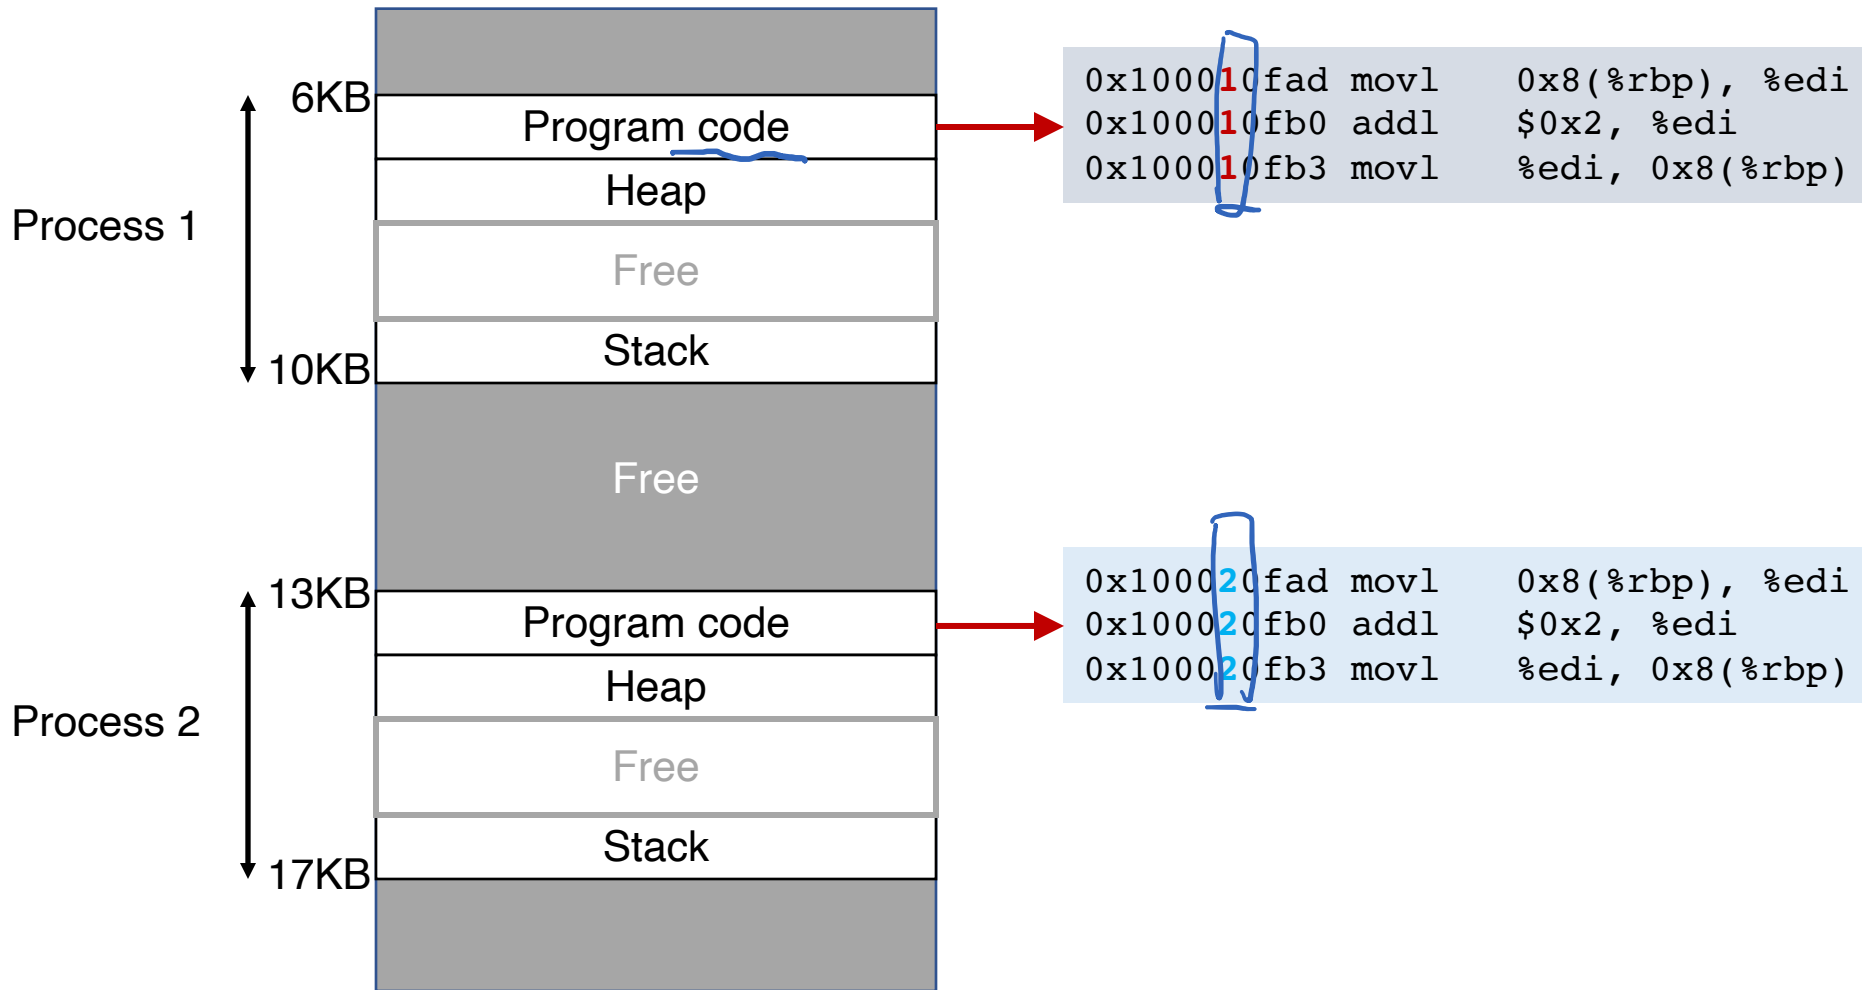 6KB
Program code
Heap
Process 1
Free
Stack
10KB
0x100010fad movl 0x8(%rbp), %edi
0x100010fb0 addl $0x2, %edi
0x100010fb3 movl %edi, 0x8(%rbp)
Free
13KB
Program code
Heap
Process 2
Free
Stack
17KB
0x100020fad movl 0x8(%rbp), %edi
0x100020fb0 addl $0x2, %edi
0x100020fb3 movl %edi, 0x8(%rbp)